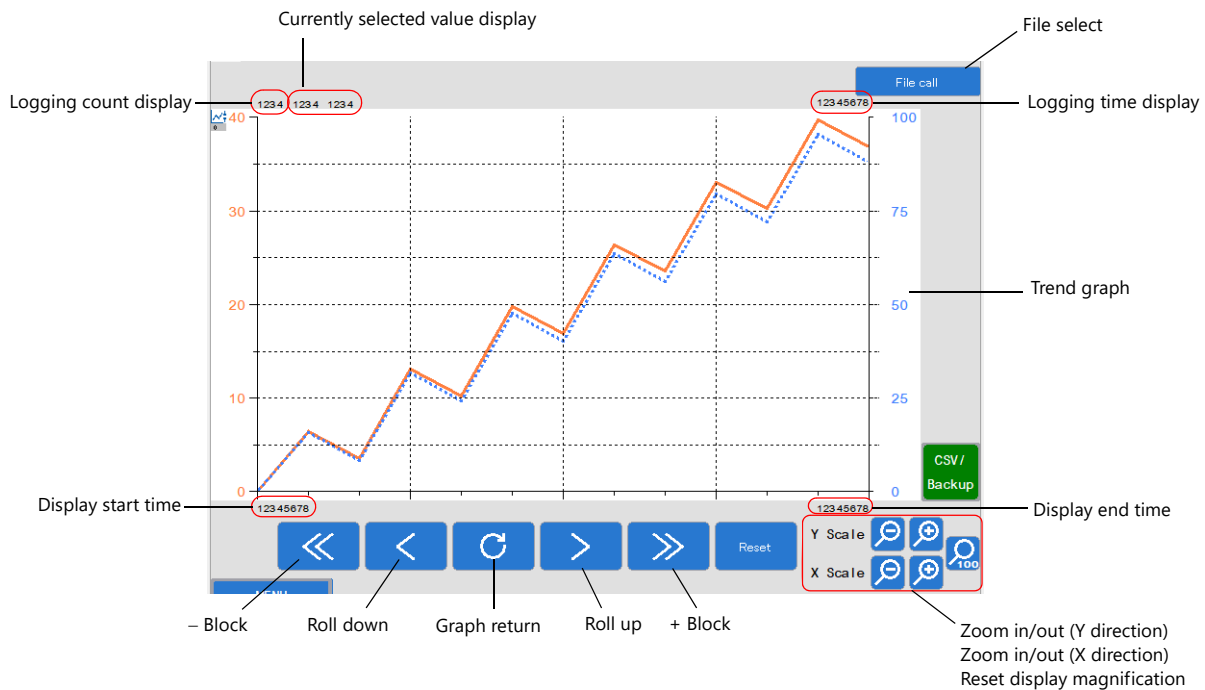 Currently selected value display
File select
File call
Logging count display
1234
1234 1234
12345678
Logging time display
0
40
100
30
75
20
50
Trend graph
10
25
CSV/
Backup
0
0
Display start time
12345678
12345678
Display end time
Y Scale
Reset
X Scale
100
MENU
– Block
Roll down
Graph return
Roll up
+ Block
Zoom in/out (Y direction)
Zoom in/out (X direction)
Reset display magnification